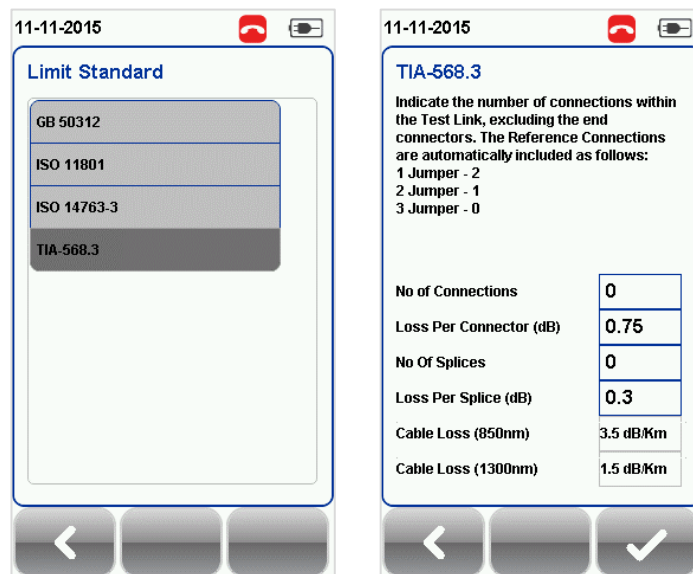 11-11-2015
Limit Standard
GB 50312
ISO 11801
ISO 14763-3
TIA-568.3
11-11-2015
TIA-568.3
Indicate the number of connections within
the Test Link, excluding the end
connectors. The Reference Connections
are automatically included as follows:
1 Jumper - 2
2 Jumper - 1
3 Jumper - 0
No of Connections 0
Loss Per Connector (dB) 0.75
No Of Splices 0
Loss Per Splice (dB) 0.3
Cable Loss (850nm) 3.5 dB/Km
Cable Loss (1300nm) 1.5 dB/Km